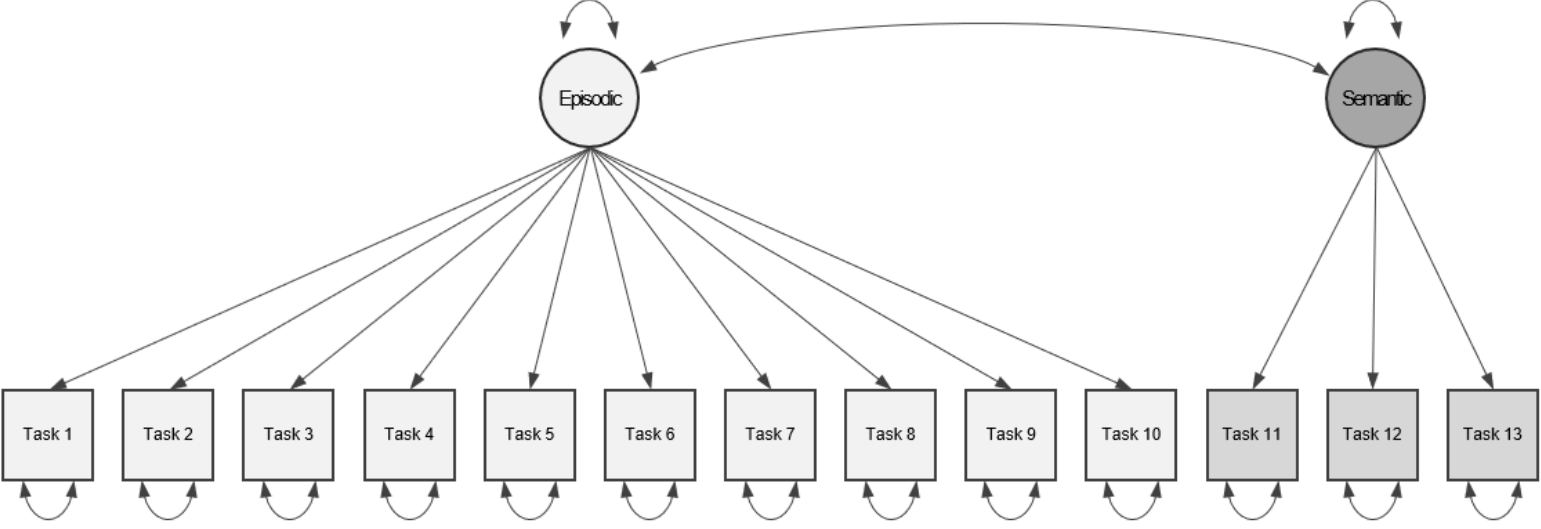 Episodic
Semantic
Task 1
Task 2
Task 3
Task 4
Task 5
Task 6
Task 7
Task 8
Task 9
Task 10
Task 11
Task 12
Task 13